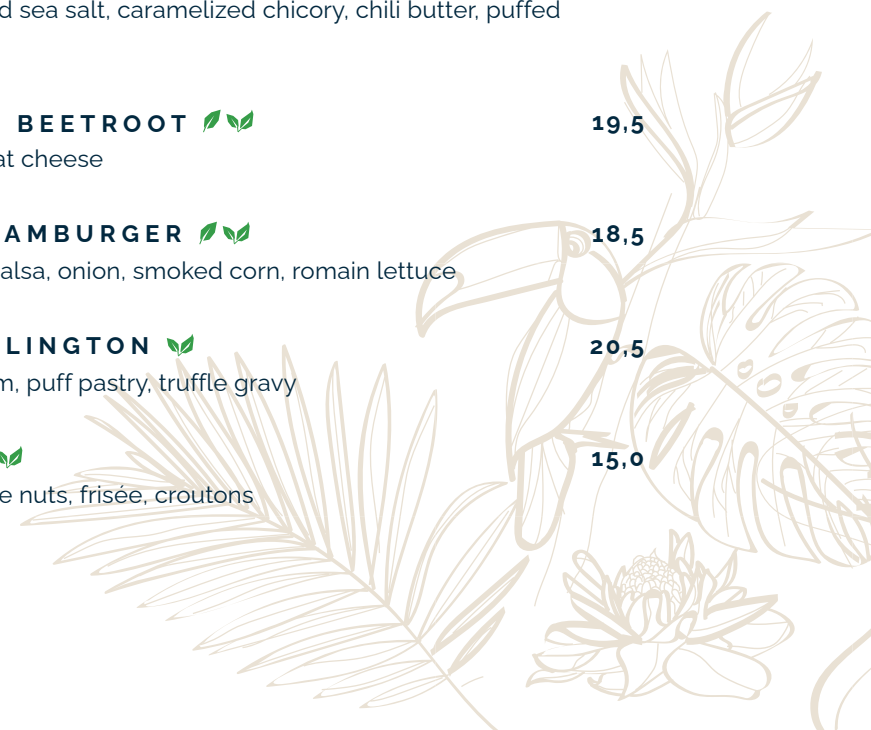 d sea salt, caramelized chicory, chili butter, puffed
BEETROOT 19,5
at cheese
AMBURGER 18,5
alsa, onion, smoked corn, romain lettuce
LINGTON 20,5
m, puff pastry, truffle gravy
15,0
e nuts, frisée, croutons